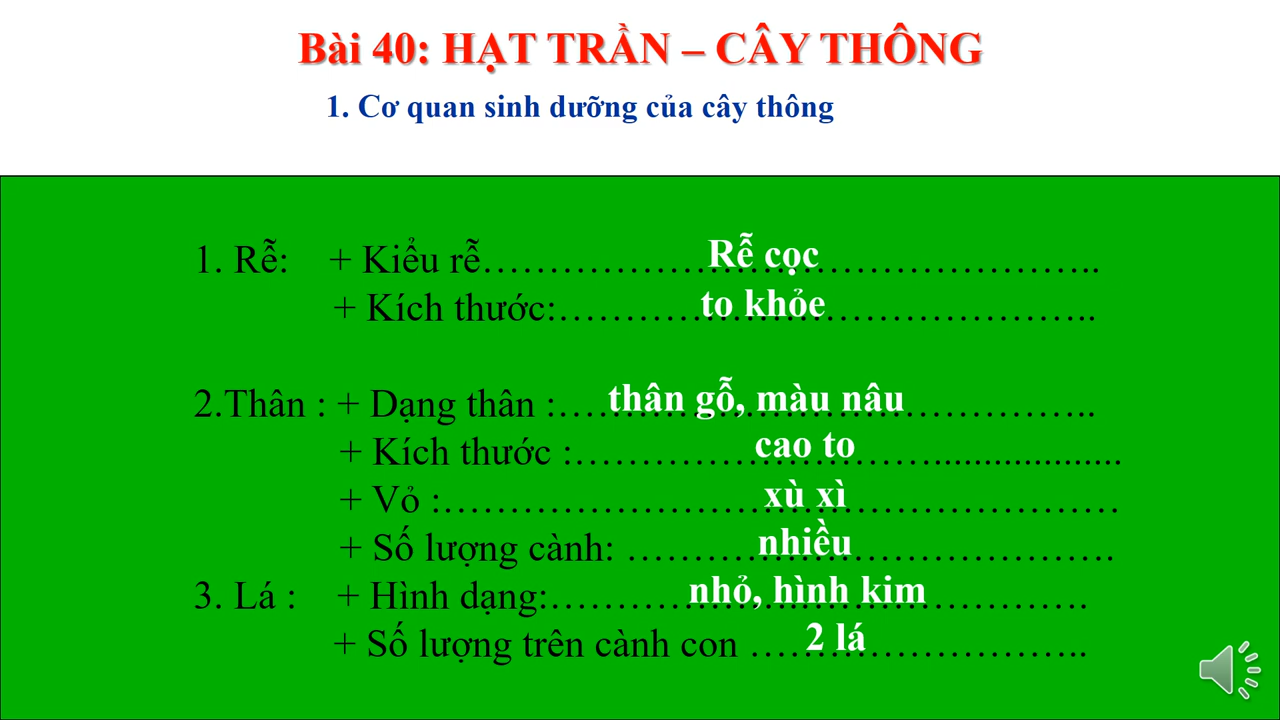 Bài 40: HẠT TRẦN – CÂY THÔNG
1. Cơ quan sinh dưỡng của cây thông
1. Rễ: + Kiểu rễ…………Rễ cọc…………..
+ Kích thước:…………to khỏe…………..
2.Thân : + Dạng thân :…………thân gỗ, màu nâu…………..
+ Kích thước :…………cao to…………...................
+ Vỏ :…………xù xì…………
+ Số lượng cành: …………nhiều………….
3. Lá : + Hình dạng:…………nhỏ, hình kim………….
+ Số lượng trên cành con …………2 lá…………..